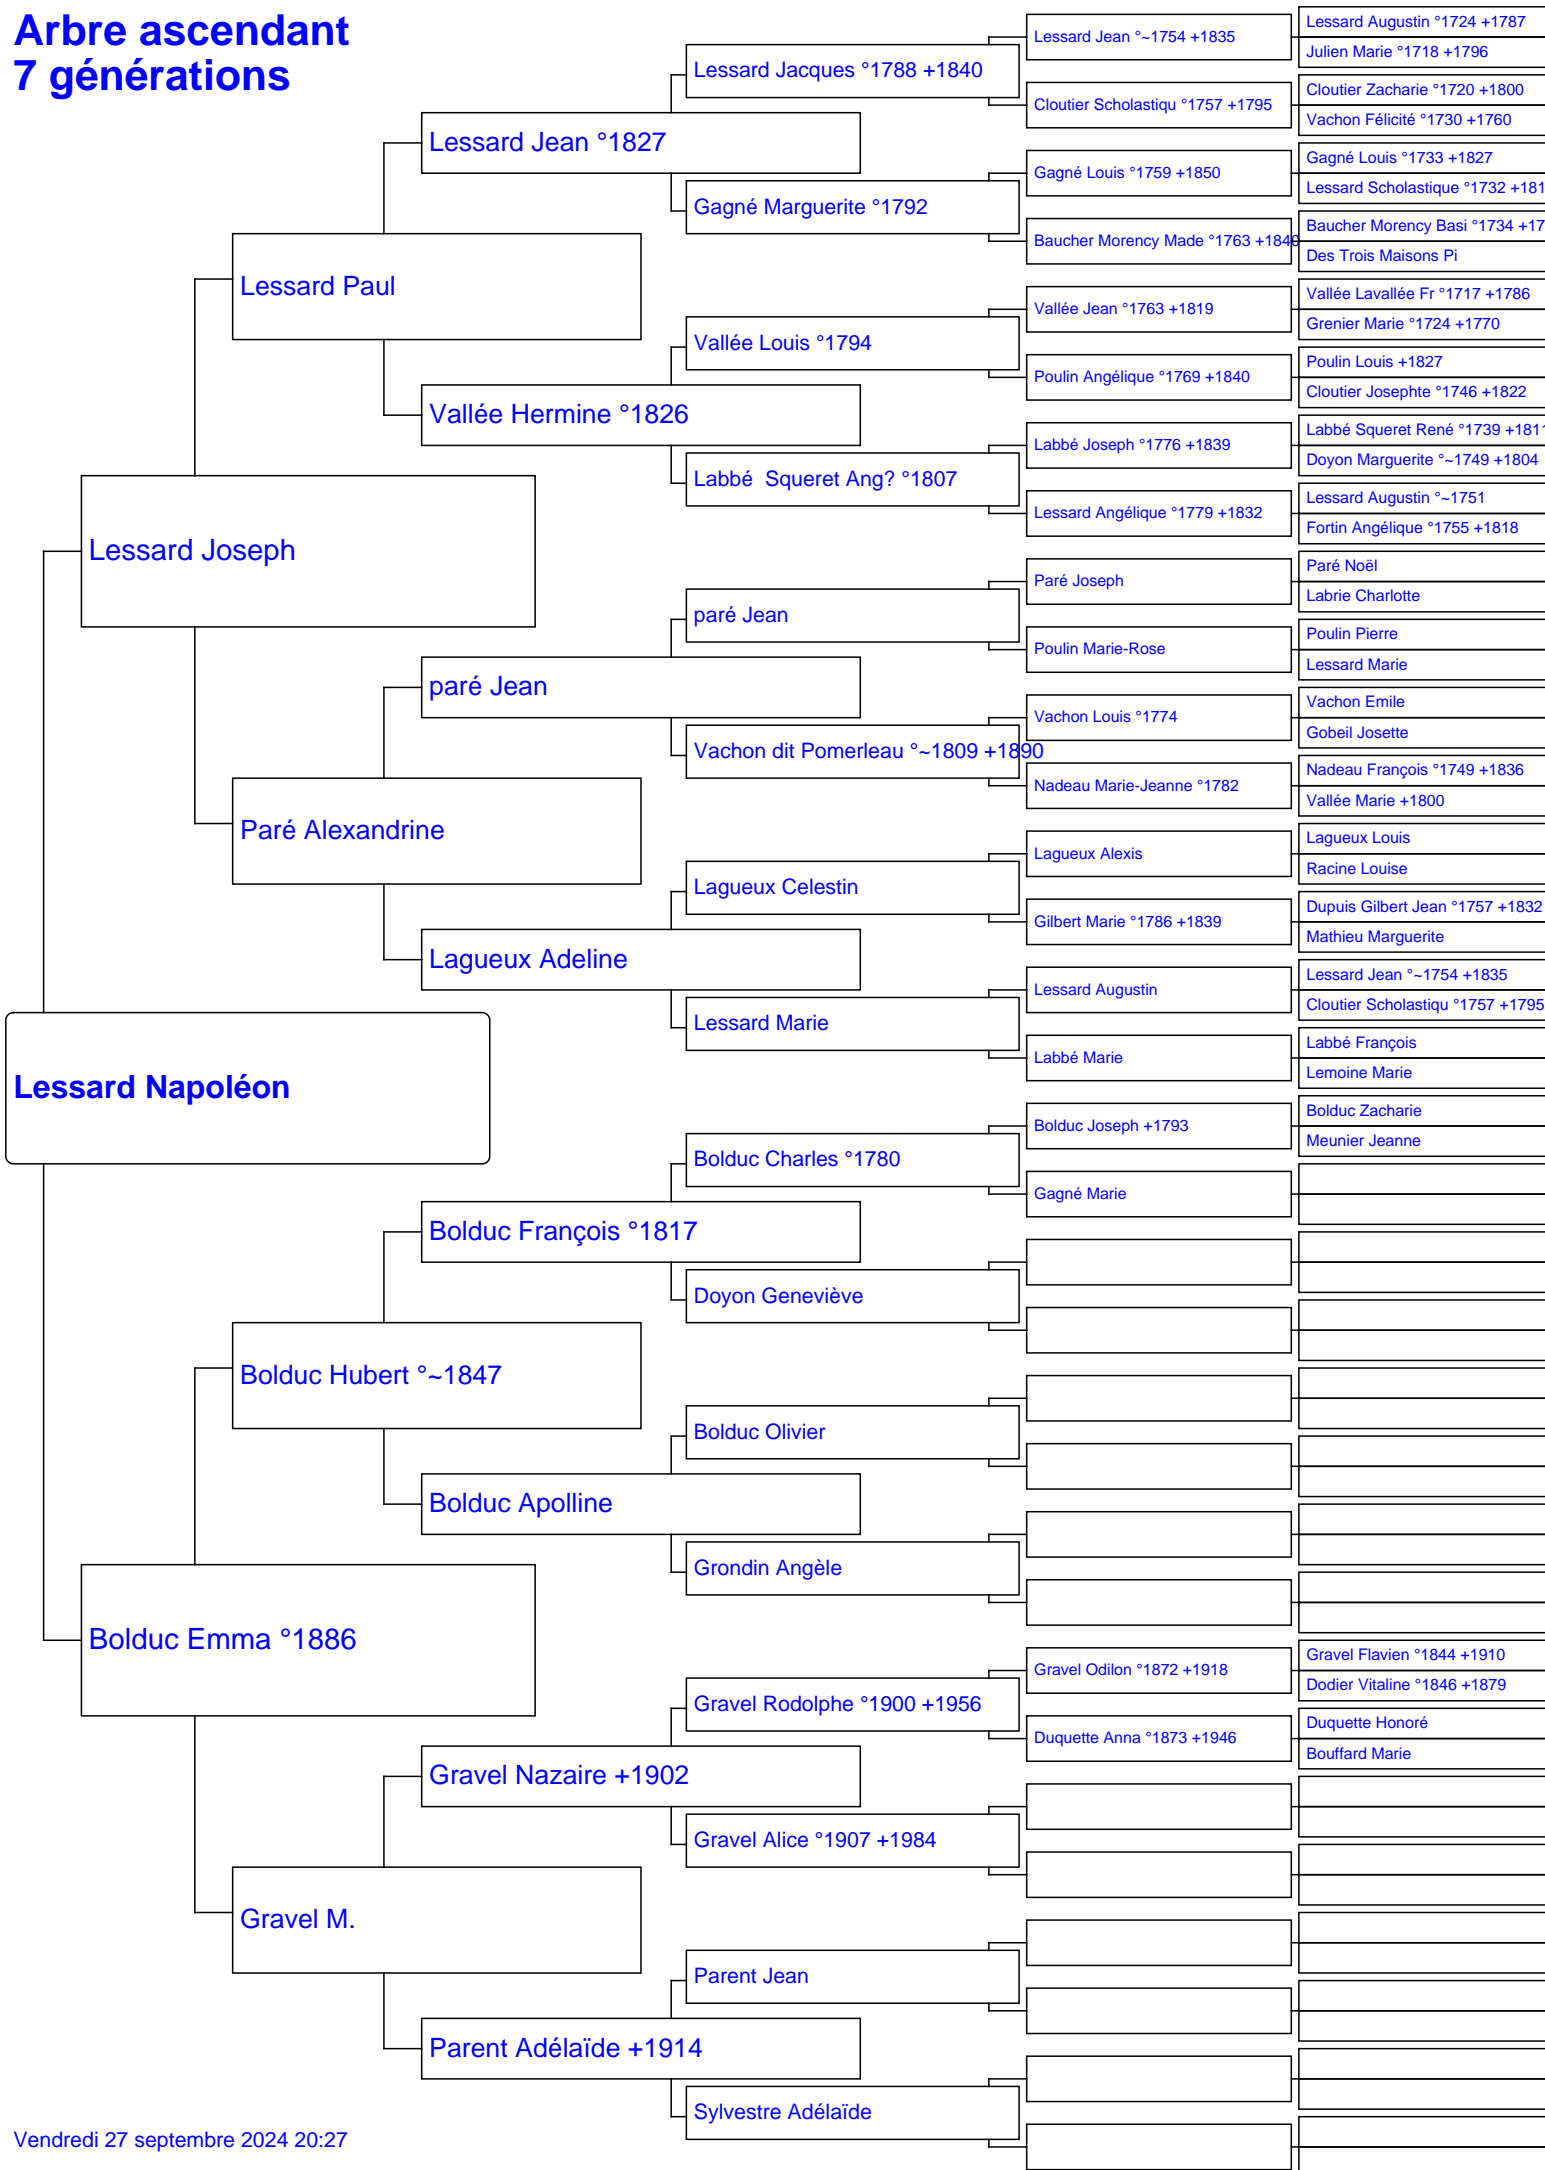 Arbre ascendant
7 générations
Lessard Napoléon
Lessard Joseph
Bolduc Emma °1886
Lessard Paul
Paré Alexandrine
Bolduc Hubert °~1847
Gravel M.
Lessard Jean °1827
Vallée Hermine °1826
paré Jean
Lagueux Adeline
Bolduc François °1817
Bolduc Apolline
Gravel Nazaire +1902
Parent Adélaïde +1914
Lessard Jacques °1788 +1840
Gagné Marguerite °1792
Vallée Louis °1794
Labbé  Squeret Ang? °1807
paré Jean
Vachon dit Pomerleau °~1809 +1890
Lagueux Celestin
Lessard Marie
Bolduc Charles °1780
Doyon Geneviève
Bolduc Olivier
Grondin Angèle
Gravel Rodolphe °1900 +1956
Gravel Alice °1907 +1984
Parent Jean
Sylvestre Adélaïde
Lessard Jean °~1754 +1835
Cloutier Scholastiqu °1757 +1795
Gagné Louis °1759 +1850
Baucher Morency Made °1763 +1840
Vallée Jean °1763 +1819
Poulin Angélique °1769 +1840
Labbé Joseph °1776 +1839
Lessard Angélique °1779 +1832
Paré Joseph
Poulin Marie-Rose
Vachon Louis °1774
Nadeau Marie-Jeanne °1782
Lagueux Alexis
Gilbert Marie °1786 +1839
Lessard Augustin
Labbé Marie
Bolduc Joseph +1793
Gagné Marie
Gravel Odilon °1872 +1918
Duquette Anna °1873 +1946
Lessard Augustin °1724 +1787
Julien Marie °1718 +1796
Cloutier Zacharie °1720 +1800
Vachon Félicité °1730 +1760
Gagné Louis °1733 +1827
Lessard Scholastique °1732 +181
Baucher Morency Basi °1734 +17
Des Trois Maisons Pi
Vallée Lavallée Fr °1717 +1786
Grenier Marie °1724 +1770
Poulin Louis +1827
Cloutier Josephte °1746 +1822
Labbé Squeret René °1739 +1811
Doyon Marguerite °~1749 +1804
Lessard Augustin °~1751
Fortin Angélique °1755 +1818
Paré Noël
Labrie Charlotte
Poulin Pierre
Lessard Marie
Vachon Emile
Gobeil Josette
Nadeau François °1749 +1836
Vallée Marie +1800
Lagueux Louis
Racine Louise
Dupuis Gilbert Jean °1757 +1832
Mathieu Marguerite
Lessard Jean °~1754 +1835
Cloutier Scholastiqu °1757 +1795
Labbé François
Lemoine Marie
Bolduc Zacharie
Meunier Jeanne
Gravel Flavien °1844 +1910
Dodier Vitaline °1846 +1879
Duquette Honoré
Bouffard Marie
Vendredi 27 septembre 2024 20:27